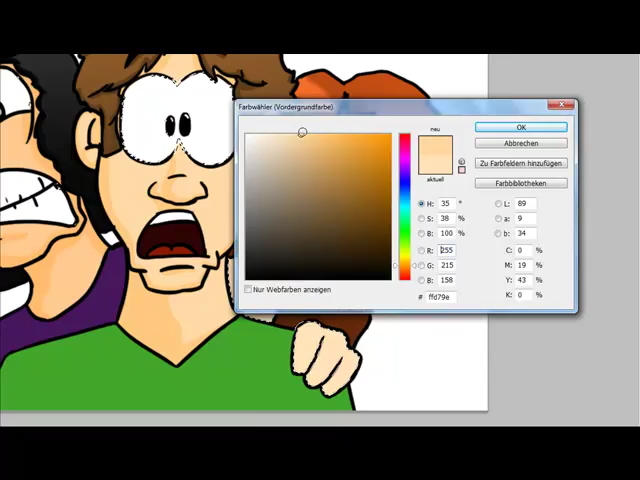 Farbwähler (Vordergrundfarbe)
neu
aktuell
OK
Abbrechen
Zu Farbfeldern hinzufügen
Farbbibliotheken
H: 35 °
S: 38 %
B: 100 %
R: 255
G: 215
B: 158
# ffd79e
L: 89
a: 9
b: 34
C: 0 %
M: 19 %
Y: 43 %
K: 0 %
Nur Webfarben anzeigen